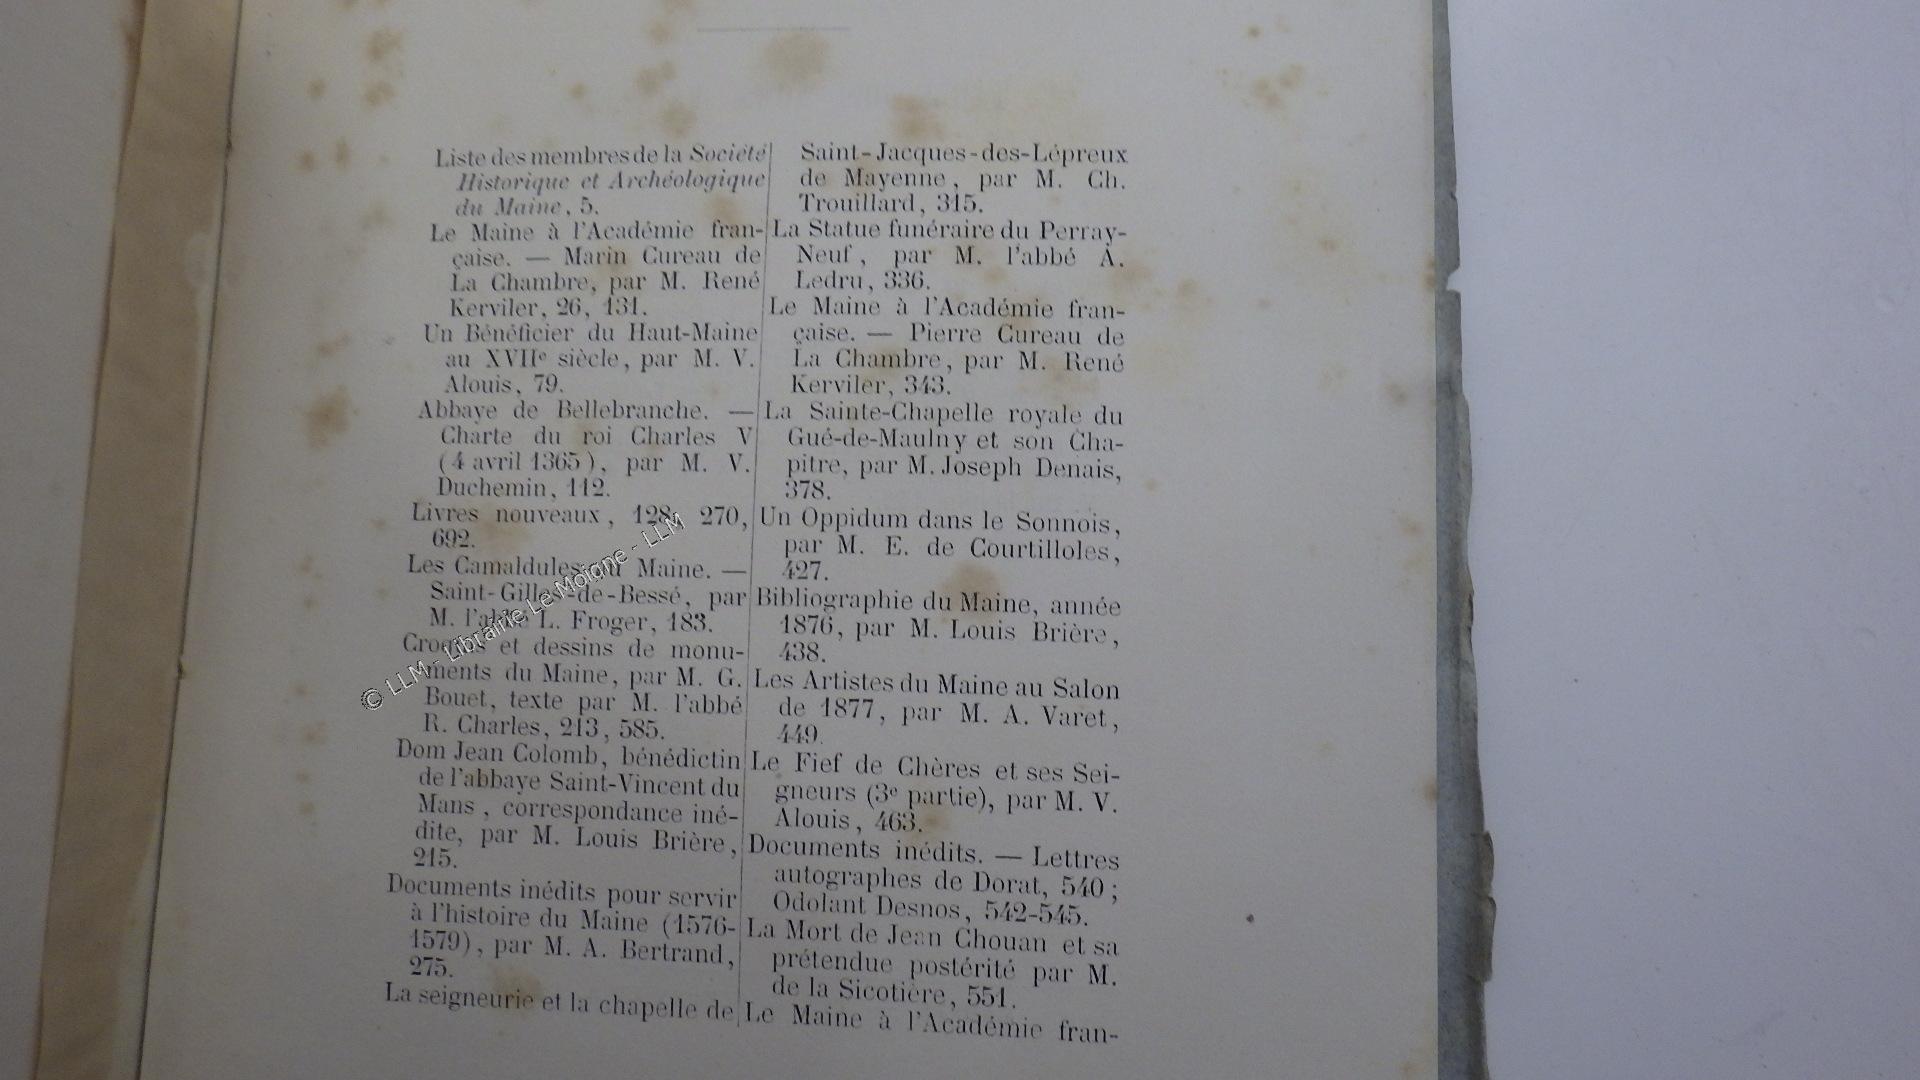 Liste des membres de la Société
Historique et Archéologique
du Maine, 5.
Le Maine à l'Académie fran-
çaise. — Marin Cureau de
La Chambre, par M. René
Kerviler, 26, 131.
Un Bénéficier du Haut-Maine
au XVIIe siècle, par M. V.
Alouis, 79.
Abbaye de Bellebranche. —
Charte du roi Charles V
(4 avril 1365), par M. V.
Duchemin, 112.
Livres nouveaux, 128, 270,
692.
Les Camaldules au Maine. —
Saint-Gilles-de-Bessé, par
M. l'abbé L. Froger, 183.
Croquis et dessins de monu-
ments du Maine, par M. G.
Bouet, texte par M. l'abbé
R. Charles, 213, 585.
Dom Jean Colomb, bénédictin
de l'abbaye Saint-Vincent du
Mans, correspondance iné-
dite, par M. Louis Brière,
215.
Documents inédits pour servir
à l'histoire du Maine (1576-
1579), par M. A. Bertrand,
275.
La seigneurie et la chapelle de
Saint-Jacques-des-Lépreux
de Mayenne, par M. Ch.
Trouillard, 315.
La Statue funéraire du Perray-
Neuf, par M. l'abbé A.
Ledru, 336.
Le Maine à l'Académie fran-
çaise. — Pierre Cureau de
La Chambre, par M. René
Kerviler, 343.
La Sainte-Chapelle royale du
Gué-de-Maulny et son Cha-
pitre, par M. Joseph Denais,
378.
Un Oppidum dans le Sonnois,
par M. E. de Courtilloles,
427.
Bibliographie du Maine, année
1876, par M. Louis Brière,
438.
Les Artistes du Maine au Salon
de 1877, par M. A. Varet,
449.
Le Fief de Chères et ses Sei-
gneurs (3e partie), par M. V.
Alouis, 463.
Documents inédits. — Lettres
autographes de Dorat, 540 ;
Odolant Desnos, 542-545.
La Mort de Jean Chouan et sa
prétendue postérité par M.
de la Sicotière, 551.
Le Maine à l'Académie fran-
© LLM - Librairie Le Moigne - LLM